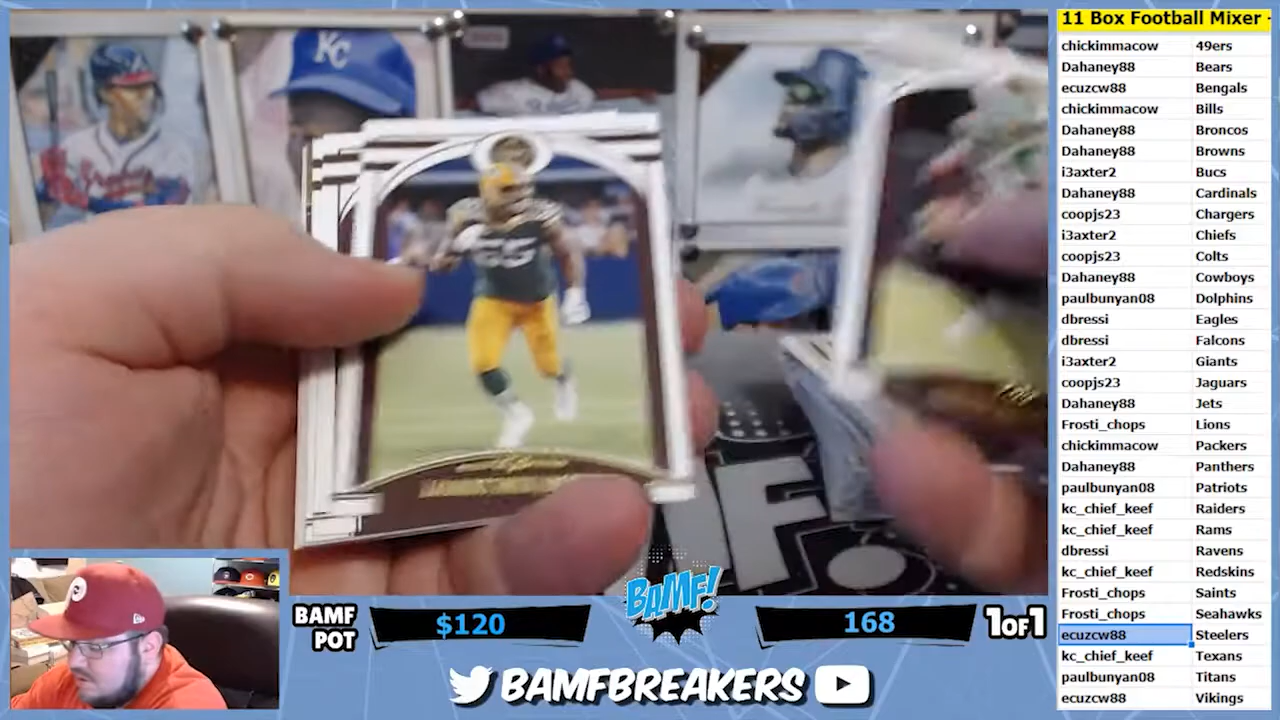 11 Box Football Mixer -
chickimmacow 49ers
Dahaney88 Bears
ecuzcw88 Bengals
chickimmacow Bills
Dahaney88 Broncos
Dahaney88 Browns
i3axter2 Bucs
Dahaney88 Cardinals
coopjs23 Chargers
i3axter2 Chiefs
coopjs23 Colts
Dahaney88 Cowboys
paulbunyan08 Dolphins
dbressi Eagles
dbressi Falcons
i3axter2 Giants
coopjs23 Jaguars
Dahaney88 Jets
Frosti_chops Lions
chickimmacow Packers
Dahaney88 Panthers
paulbunyan08 Patriots
kc_chief_keef Raiders
kc_chief_keef Rams
dbressi Ravens
kc_chief_keef Redskins
Frosti_chops Saints
Frosti_chops Seahawks
ecuzcw88 Steelers
kc_chief_keef Texans
paulbunyan08 Titans
ecuzcw88 Vikings
KC
BAMF POT $120
BAMF!
168 1OF1
BAMFBREAKERS